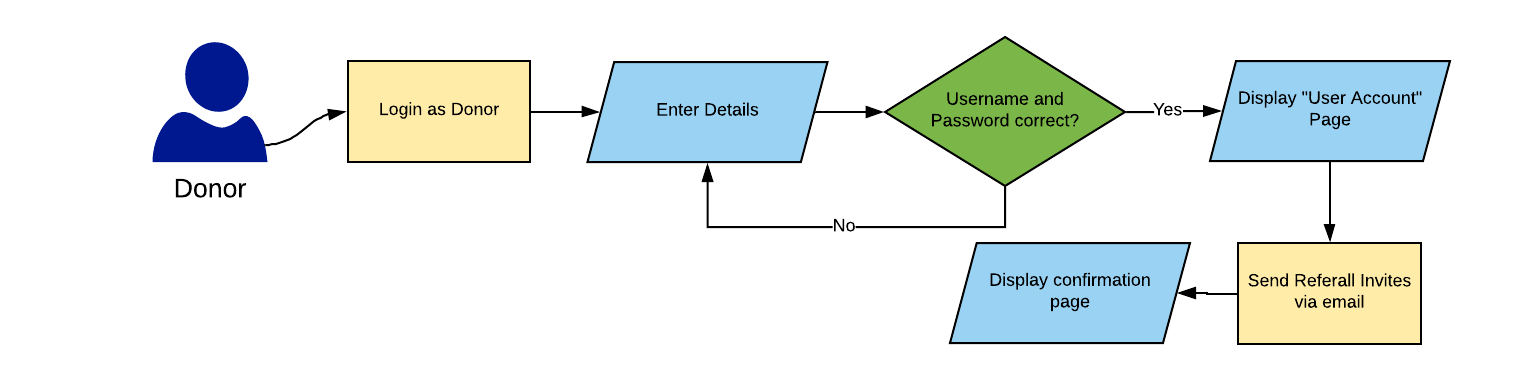 Donor
Login as Donor
Enter Details
Username and
Password correct?
Yes
No
Display "User Account"
Page
Send Referall Invites
via email
Display confirmation
page